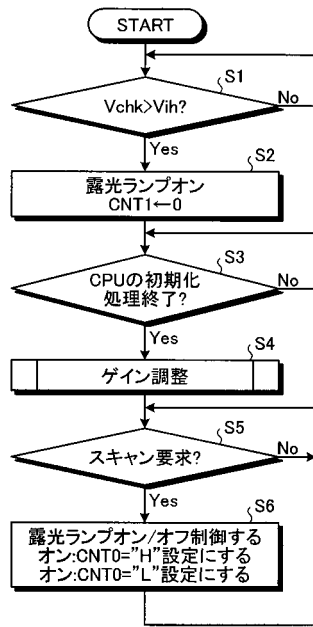 START
S1
Vchk>Vih?
No
Yes
S2
露光ランプオン
CNT1←0
S3
CPUの初期化
処理終了?
No
Yes
S4
ゲイン調整
S5
スキャン要求?
No
Yes
S6
露光ランプオン/オフ制御する
オン:CNT0="H"設定にする
オン:CNT0="L"設定にする